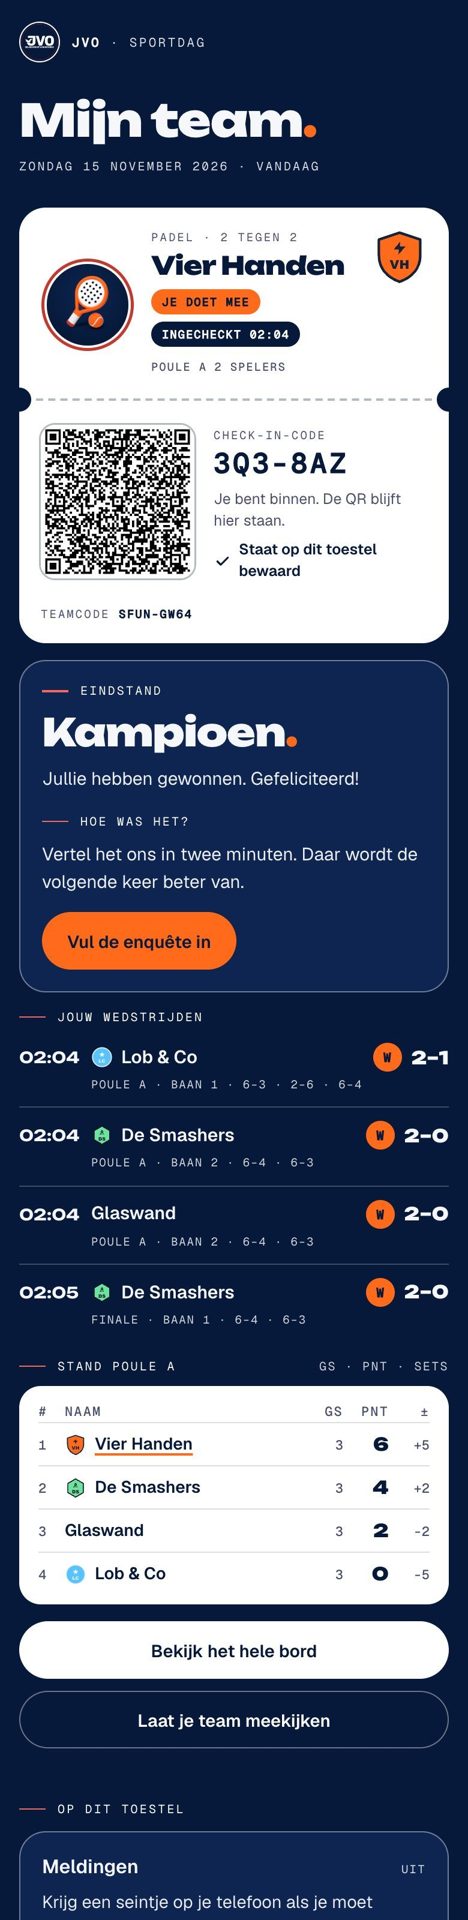 JVO
JVO · SPORTDAG
Mijn team.
ZONDAG 15 NOVEMBER 2026 · VANDAAG
PADEL · 2 TEGEN 2
Vier Handen
VH
JE DOET MEE
INGECHECKT 02:04
POULE A 2 SPELERS
CHECK-IN-CODE
3Q3-8AZ
Je bent binnen. De QR blijft
hier staan.
Staat op dit toestel
bewaard
TEAMCODE SFUN-GW64
EINDSTAND
Kampioen.
Jullie hebben gewonnen. Gefeliciteerd!
HOE WAS HET?
Vertel het ons in twee minuten. Daar wordt de
volgende keer beter van.
Vul de enquête in
JOUW WEDSTRIJDEN
02:04 LC Lob & Co W 2-1
POULE A · BAAN 1 · 6-3 · 2-6 · 6-4
02:04 DS De Smashers W 2-0
POULE A · BAAN 2 · 6-4 · 6-3
02:04 Glaswand W 2-0
POULE A · BAAN 2 · 6-4 · 6-3
02:05 DS De Smashers W 2-0
FINALE · BAAN 1 · 6-4 · 6-3
STAND POULE A GS · PNT · SETS
# NAAM GS PNT ±
1 VH Vier Handen 3 6 +5
2 DS De Smashers 3 4 +2
3 Glaswand 3 2 -2
4 LC Lob & Co 3 0 -5
Bekijk het hele bord
Laat je team meekijken
OP DIT TOESTEL
Meldingen UIT
Krijg een seintje op je telefoon als je moet